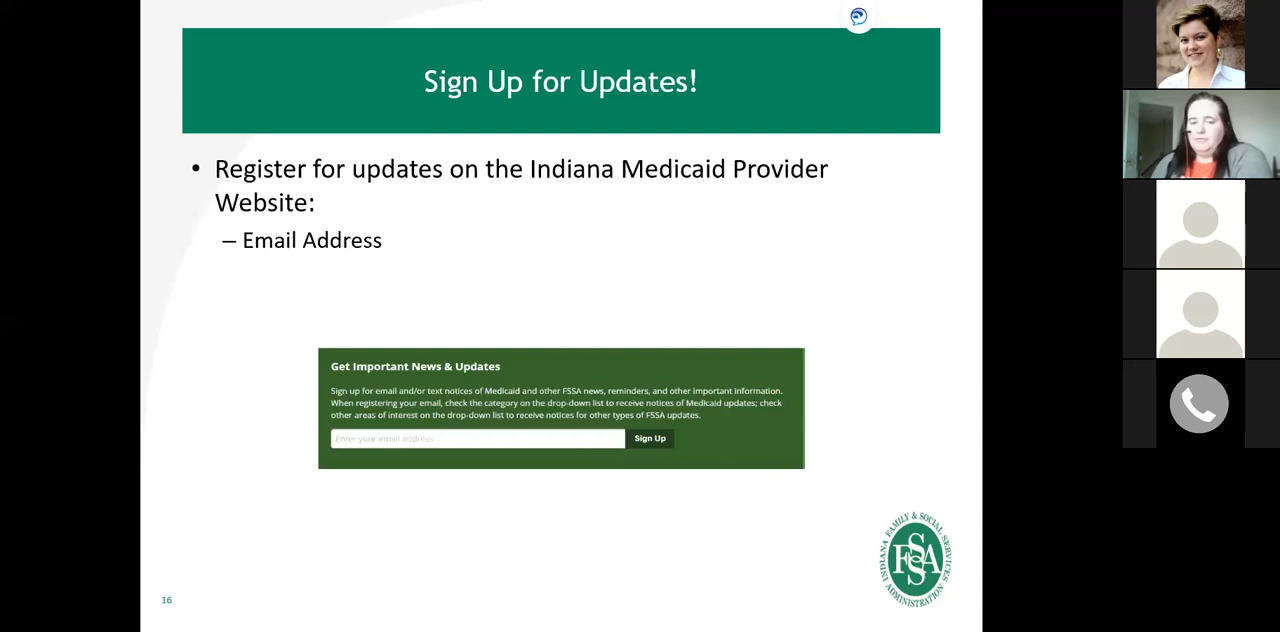 Sign Up for Updates!
• Register for updates on the Indiana Medicaid Provider
Website:
– Email Address
Get Important News & Updates
Sign up for email and/or text notices of Medicaid and other FSSA news, reminders, and other important information.
When registering your email, check the category on the drop-down list to receive notices of Medicaid updates; check
other areas of interest on the drop-down list to receive notices for other types of FSSA updates.
Enter your email address
Sign Up
INDIANA FAMILY & SOCIAL SERVICES
FSSA
ADMINISTRATION
16